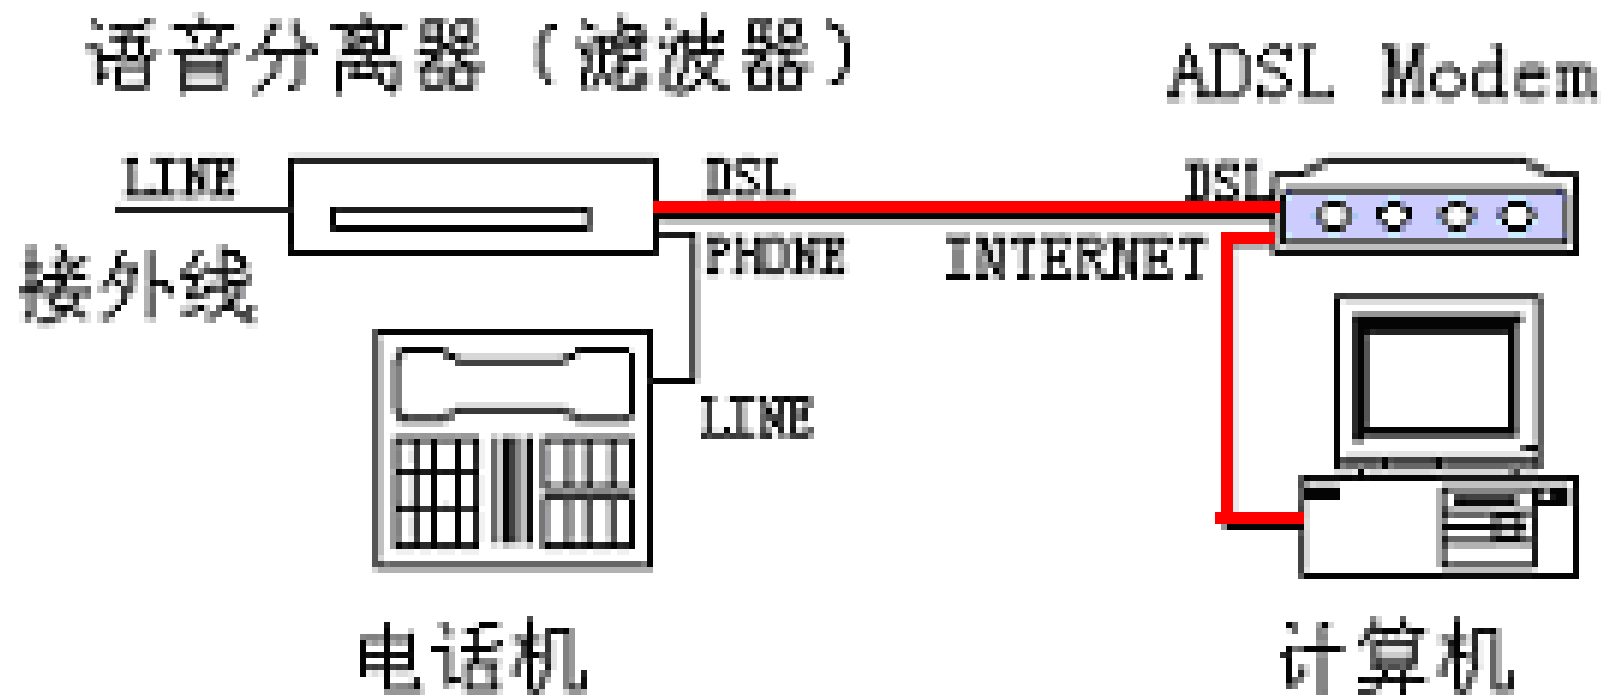 语音分离器（滤波器）
ADSL Modem
LINE
DSL
DSL
接外线
PHONE
INTERNET
LINE
电话机
计算机